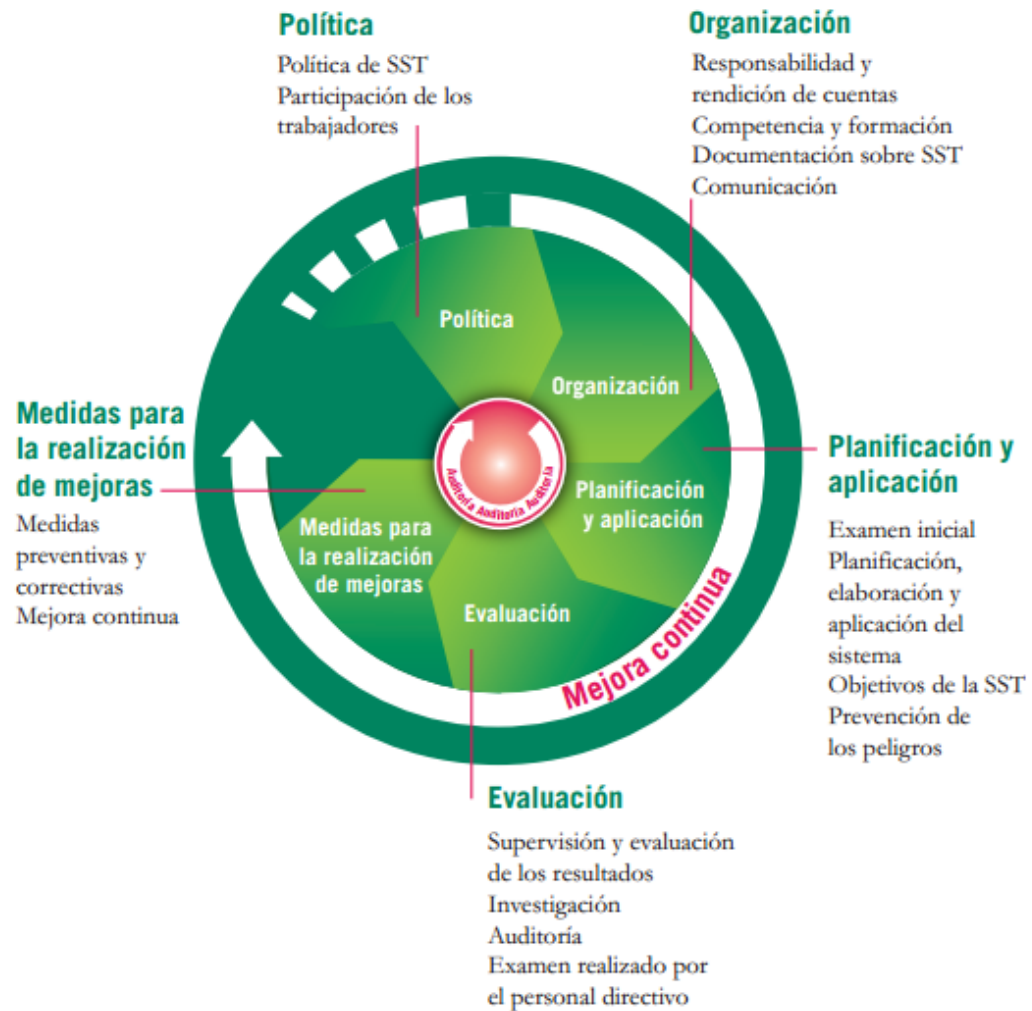 Política
Política de SST
Participación de los
trabajadores
Organización
Responsabilidad y
rendición de cuentas
Competencia y formación
Documentación sobre SST
Comunicación
Política
Organización
Planificación
y aplicación
Evaluación
Medidas para
la realización
de mejoras
Auditoría Auditoría Auditoría
Mejora continua
Medidas para
la realización
de mejoras
Medidas
preventivas y
correctivas
Mejora continua
Planificación y
aplicación
Examen inicial
Planificación,
elaboración y
aplicación del
sistema
Objetivos de la SST
Prevención de
los peligros
Evaluación
Supervisión y evaluación
de los resultados
Investigación
Auditoría
Examen realizado por
el personal directivo